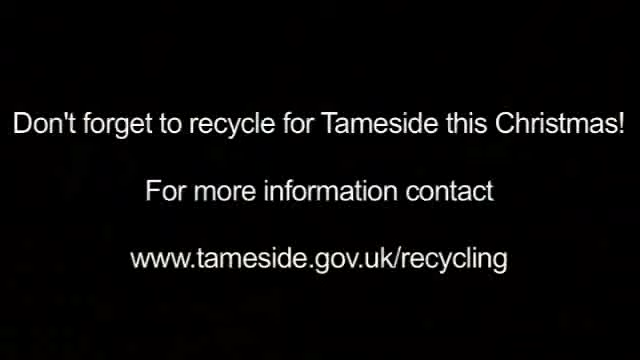 Don't forget to recycle for Tameside this Christmas!
For more information contact
www.tameside.gov.uk/recycling